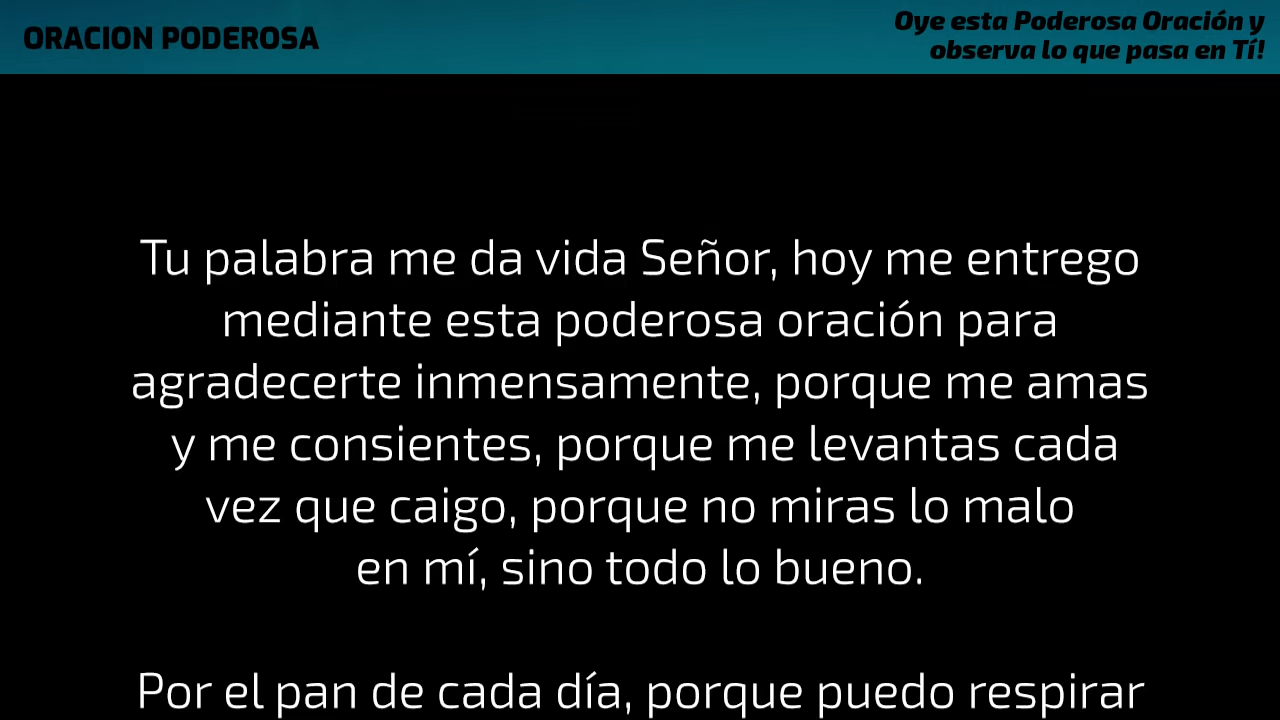 ORACION PODEROSA
Oye esta Poderosa Oración y
observa lo que pasa en Tí!
Tu palabra me da vida Señor, hoy me entrego
mediante esta poderosa oración para
agradecerte inmensamente, porque me amas
y me consientes, porque me levantas cada
vez que caigo, porque no miras lo malo
en mí, sino todo lo bueno.
Por el pan de cada día, porque puedo respirar